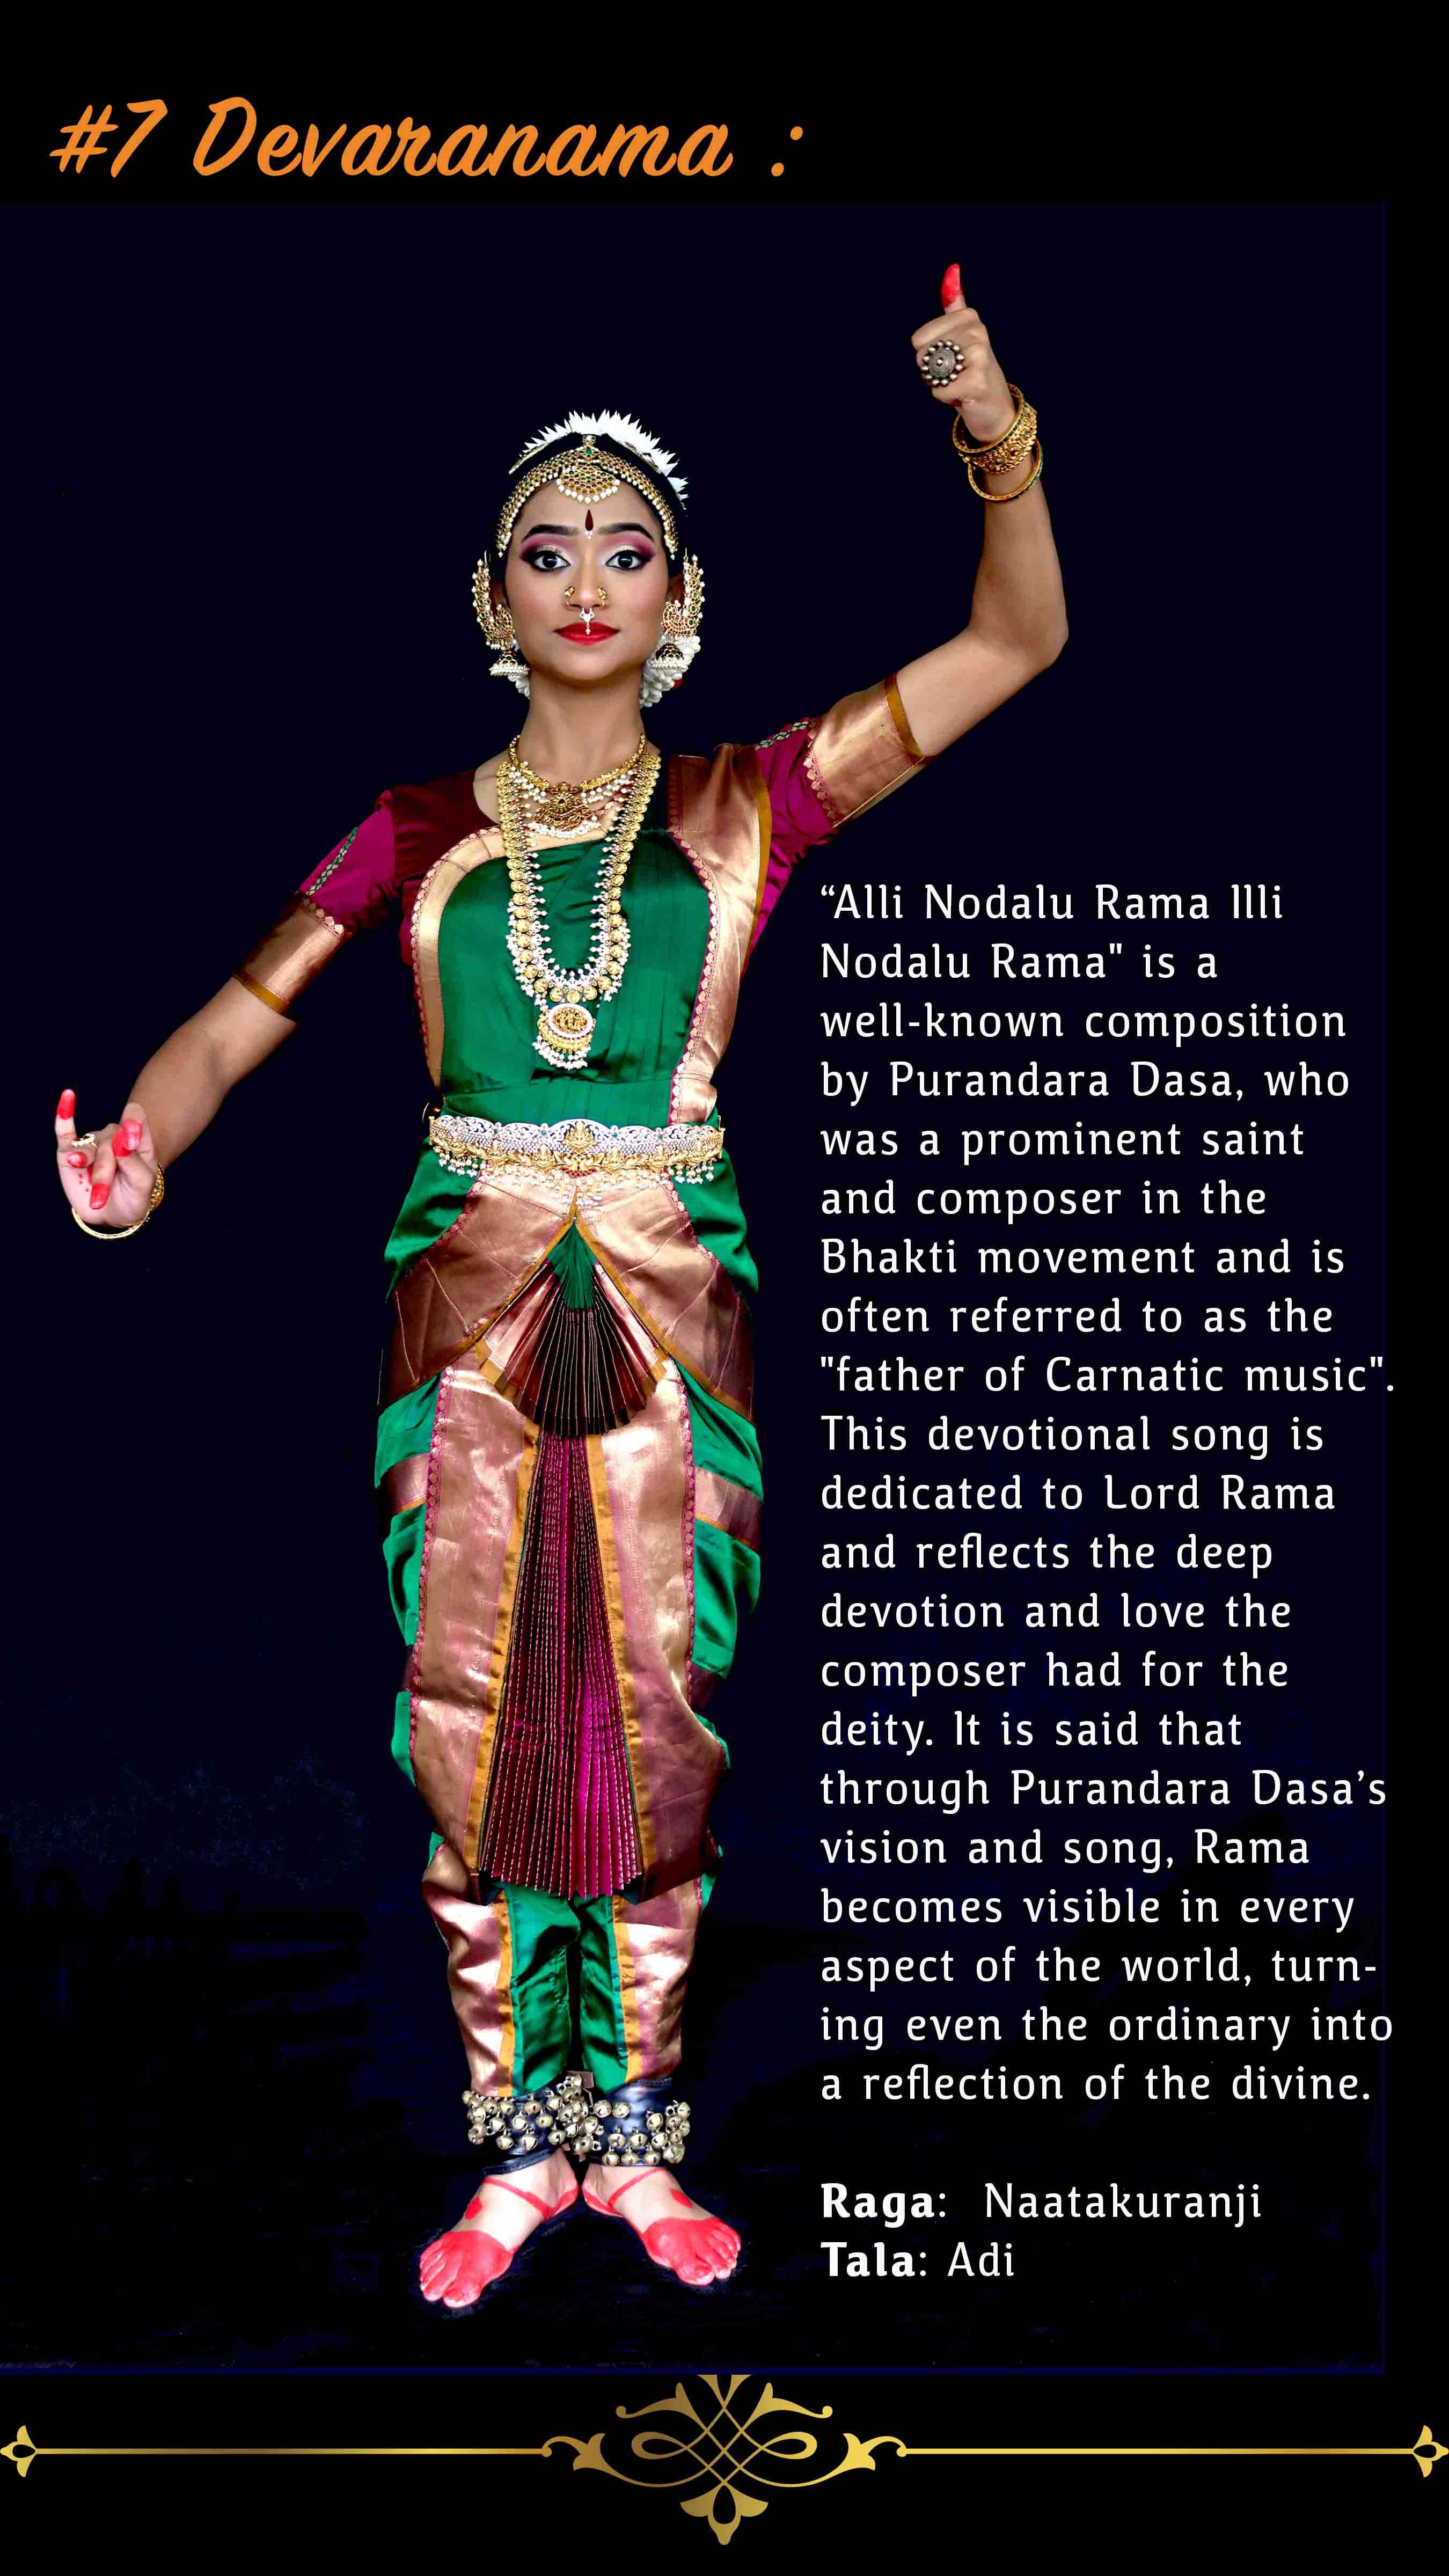 #7 Devaranama :
“Alli Nodalu Rama Illi
Nodalu Rama" is a
well-known composition
by Purandara Dasa, who
was a prominent saint
and composer in the
Bhakti movement and is
often referred to as the
"father of Carnatic music".
This devotional song is
dedicated to Lord Rama
and reflects the deep
devotion and love the
composer had for the
deity. It is said that
through Purandara Dasa’s
vision and song, Rama
becomes visible in every
aspect of the world, turn-
ing even the ordinary into
a reflection of the divine.
Raga: Naatakuranji
Tala: Adi